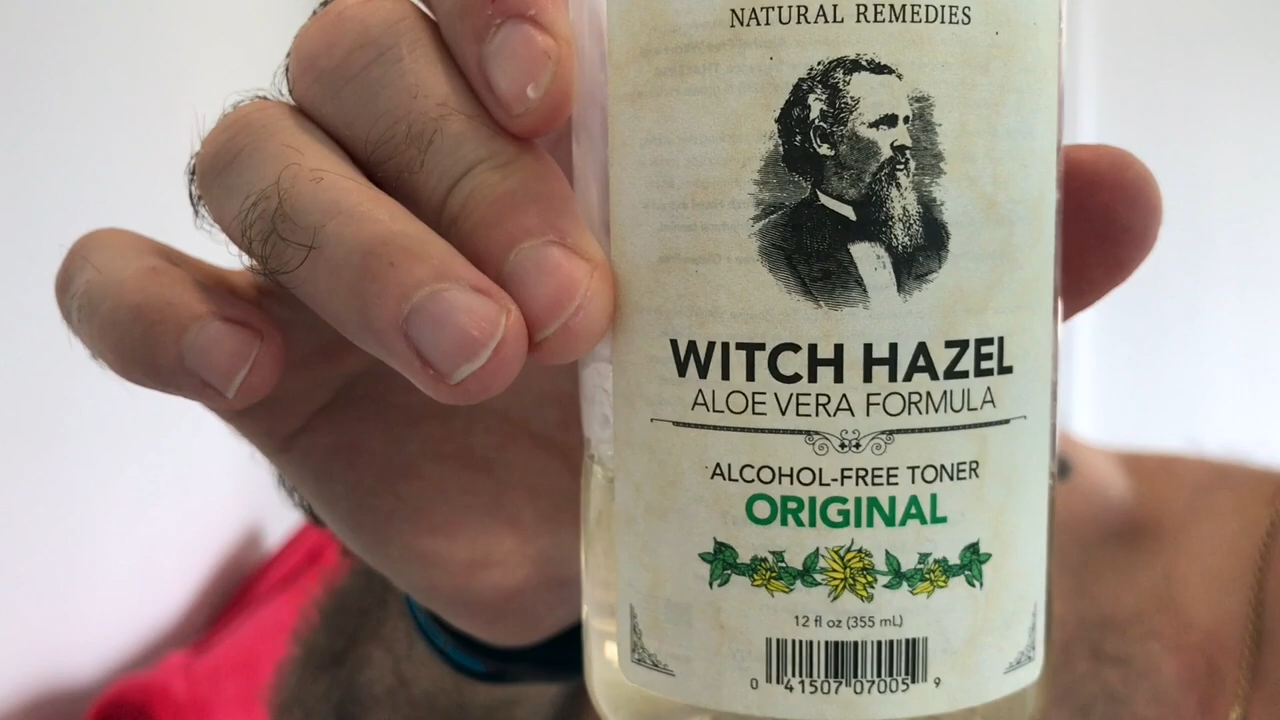 NATURAL REMEDIES
WITCH HAZEL
ALOE VERA FORMULA
ALCOHOL-FREE TONER
ORIGINAL
12 fl oz (355 mL)
0 41507 07005 9